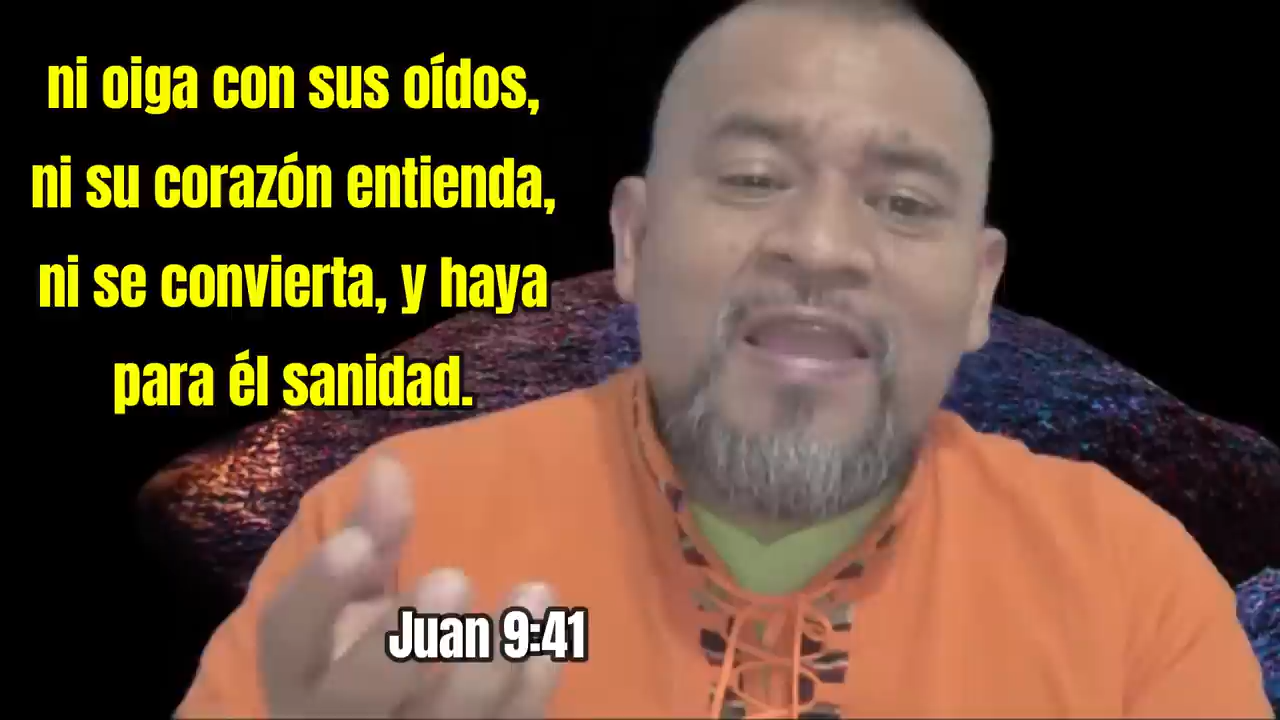 ni oiga con sus oídos,
ni su corazón entienda,
ni se convierta, y haya
para él sanidad.
Juan 9:41